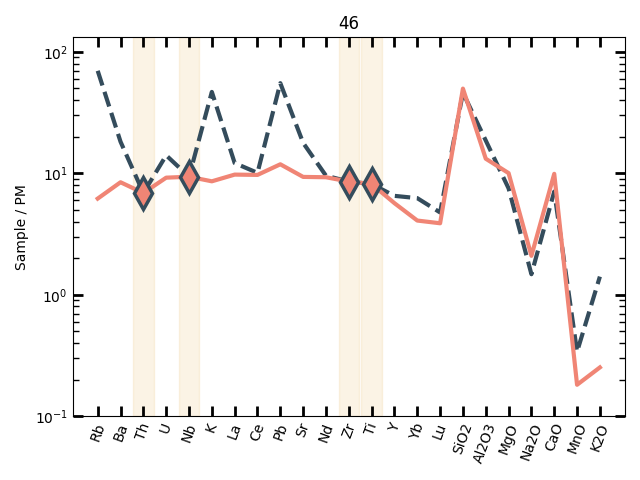 46
Sample / PM
10²
10¹
10⁰
10⁻¹
Rb Ba Th U Nb K La Ce Pb Sr Nd Zr Ti Y Yb Lu SiO2 Al2O3 MgO Na2O CaO MnO K2O